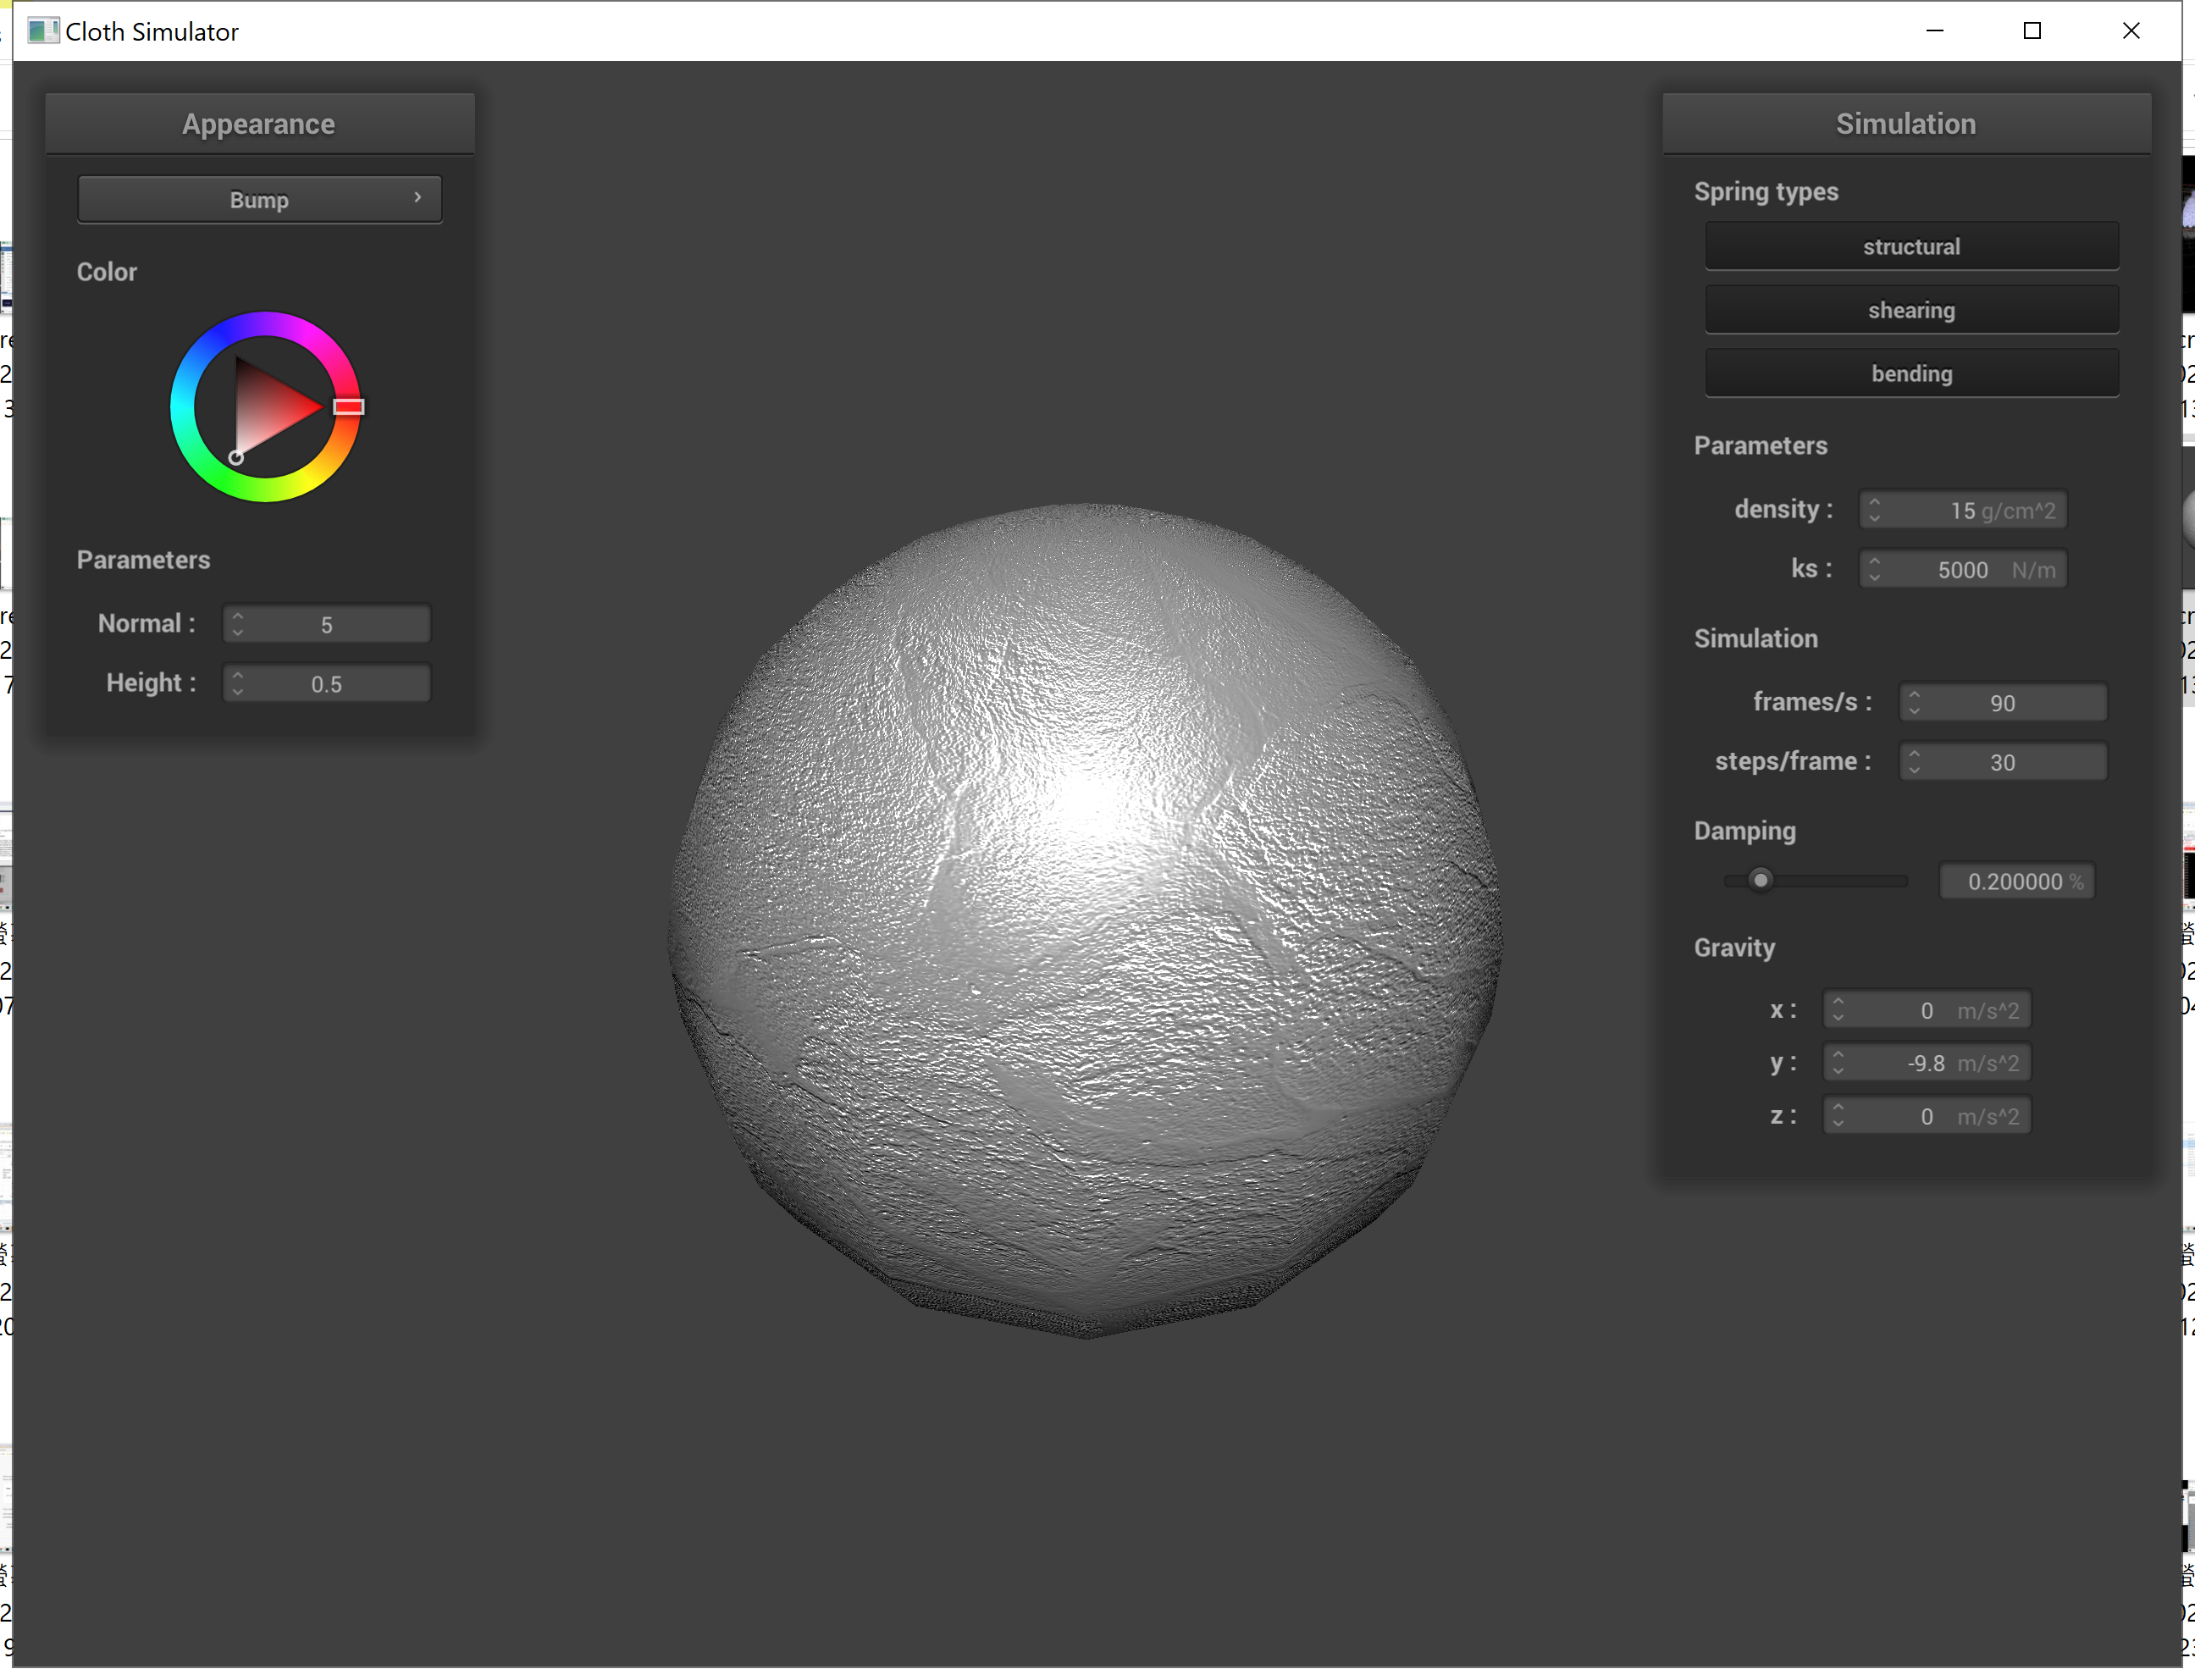 Cloth Simulator
Appearance
Bump
Color
Parameters
Normal : 5
Height : 0.5
Simulation
Spring types
structural
shearing
bending
Parameters
density : 15 g/cm^2
ks : 5000 N/m
Simulation
frames/s : 90
steps/frame : 30
Damping
0.200000 %
Gravity
x : 0 m/s^2
y : -9.8 m/s^2
z : 0 m/s^2